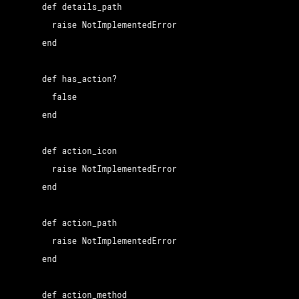 def details_path
raise NotImplementedError
end
def has_action?
false
end
def action_icon
raise NotImplementedError
end
def action_path
raise NotImplementedError
end
def action_method